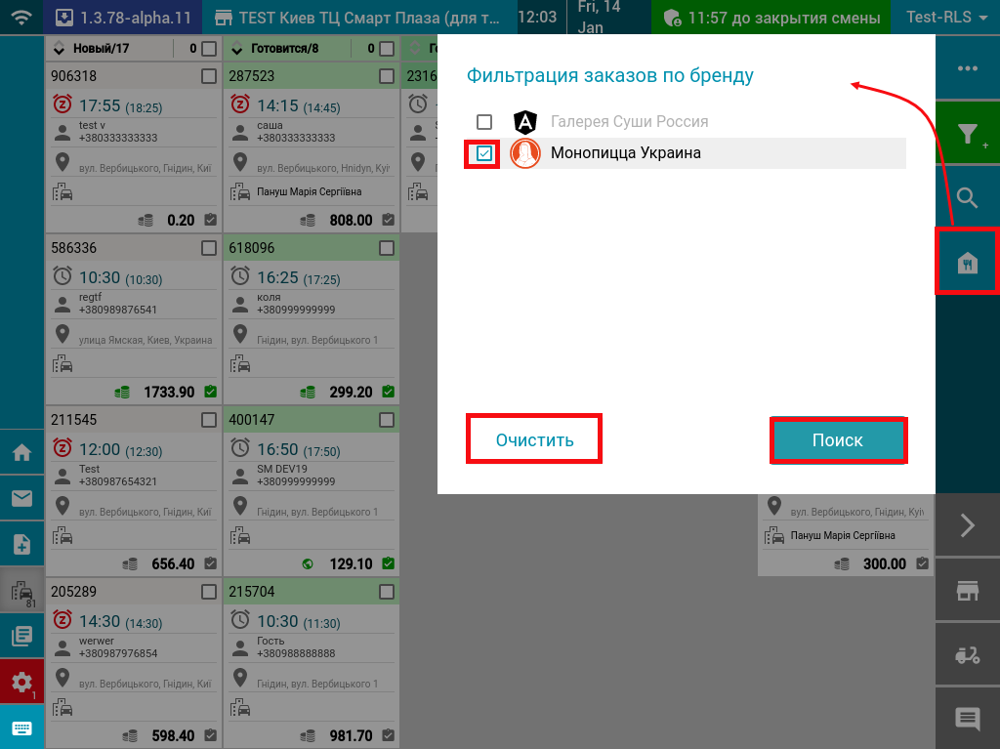 1.3.78-alpha.11
TEST Киев ТЦ Смарт Плаза (для т...
12:03
Fri, 14
Jan
11:57 до закрытия смены
Test-RLS
Новый/17
0
Готовится/8
0
906318
17:55 (18:25)
test v
+380333333333
вул. Вербицького, Гнідин, Киї
0.20
287523
14:15 (14:45)
саша
+380333333333
вул. Вербицького, Hnidyn, Kyi
Пануш Марія Сергіївна
808.00
2316
586336
10:30 (10:30)
regtf
+380989876541
улица Ямская, Киев, Украина
1733.90
618096
16:25 (17:25)
коля
+380999999999
Гнідин, вул. Вербицького 1
299.20
211545
12:00 (12:30)
Test
+380987654321
вул. Вербицького, Гнідин, Киї
656.40
400147
16:50 (17:50)
SM DEV19
+380999999999
Гнідин, вул. Вербицького 1
129.10
205289
14:30 (14:30)
werwer
+380987976854
вул. Вербицького, Гнідин, Киї
598.40
215704
10:30 (11:30)
Гость
+380988888888
Гнідин, вул. Вербицького 1
981.70
Фильтрация заказов по бренду
Галерея Суши Россия
Монопицца Украина
Очистить
Поиск
вул. Вербицького, Гнідин, Kyiv
Пануш Марія Сергіївна
300.00
81
1